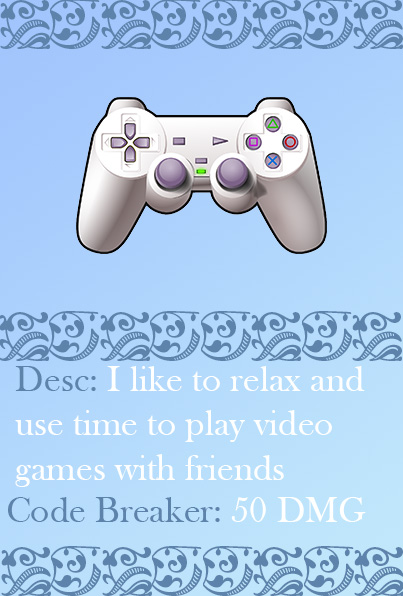 Desc: I like to relax and
use time to play video
games with friends
Code Breaker: 50 DMG